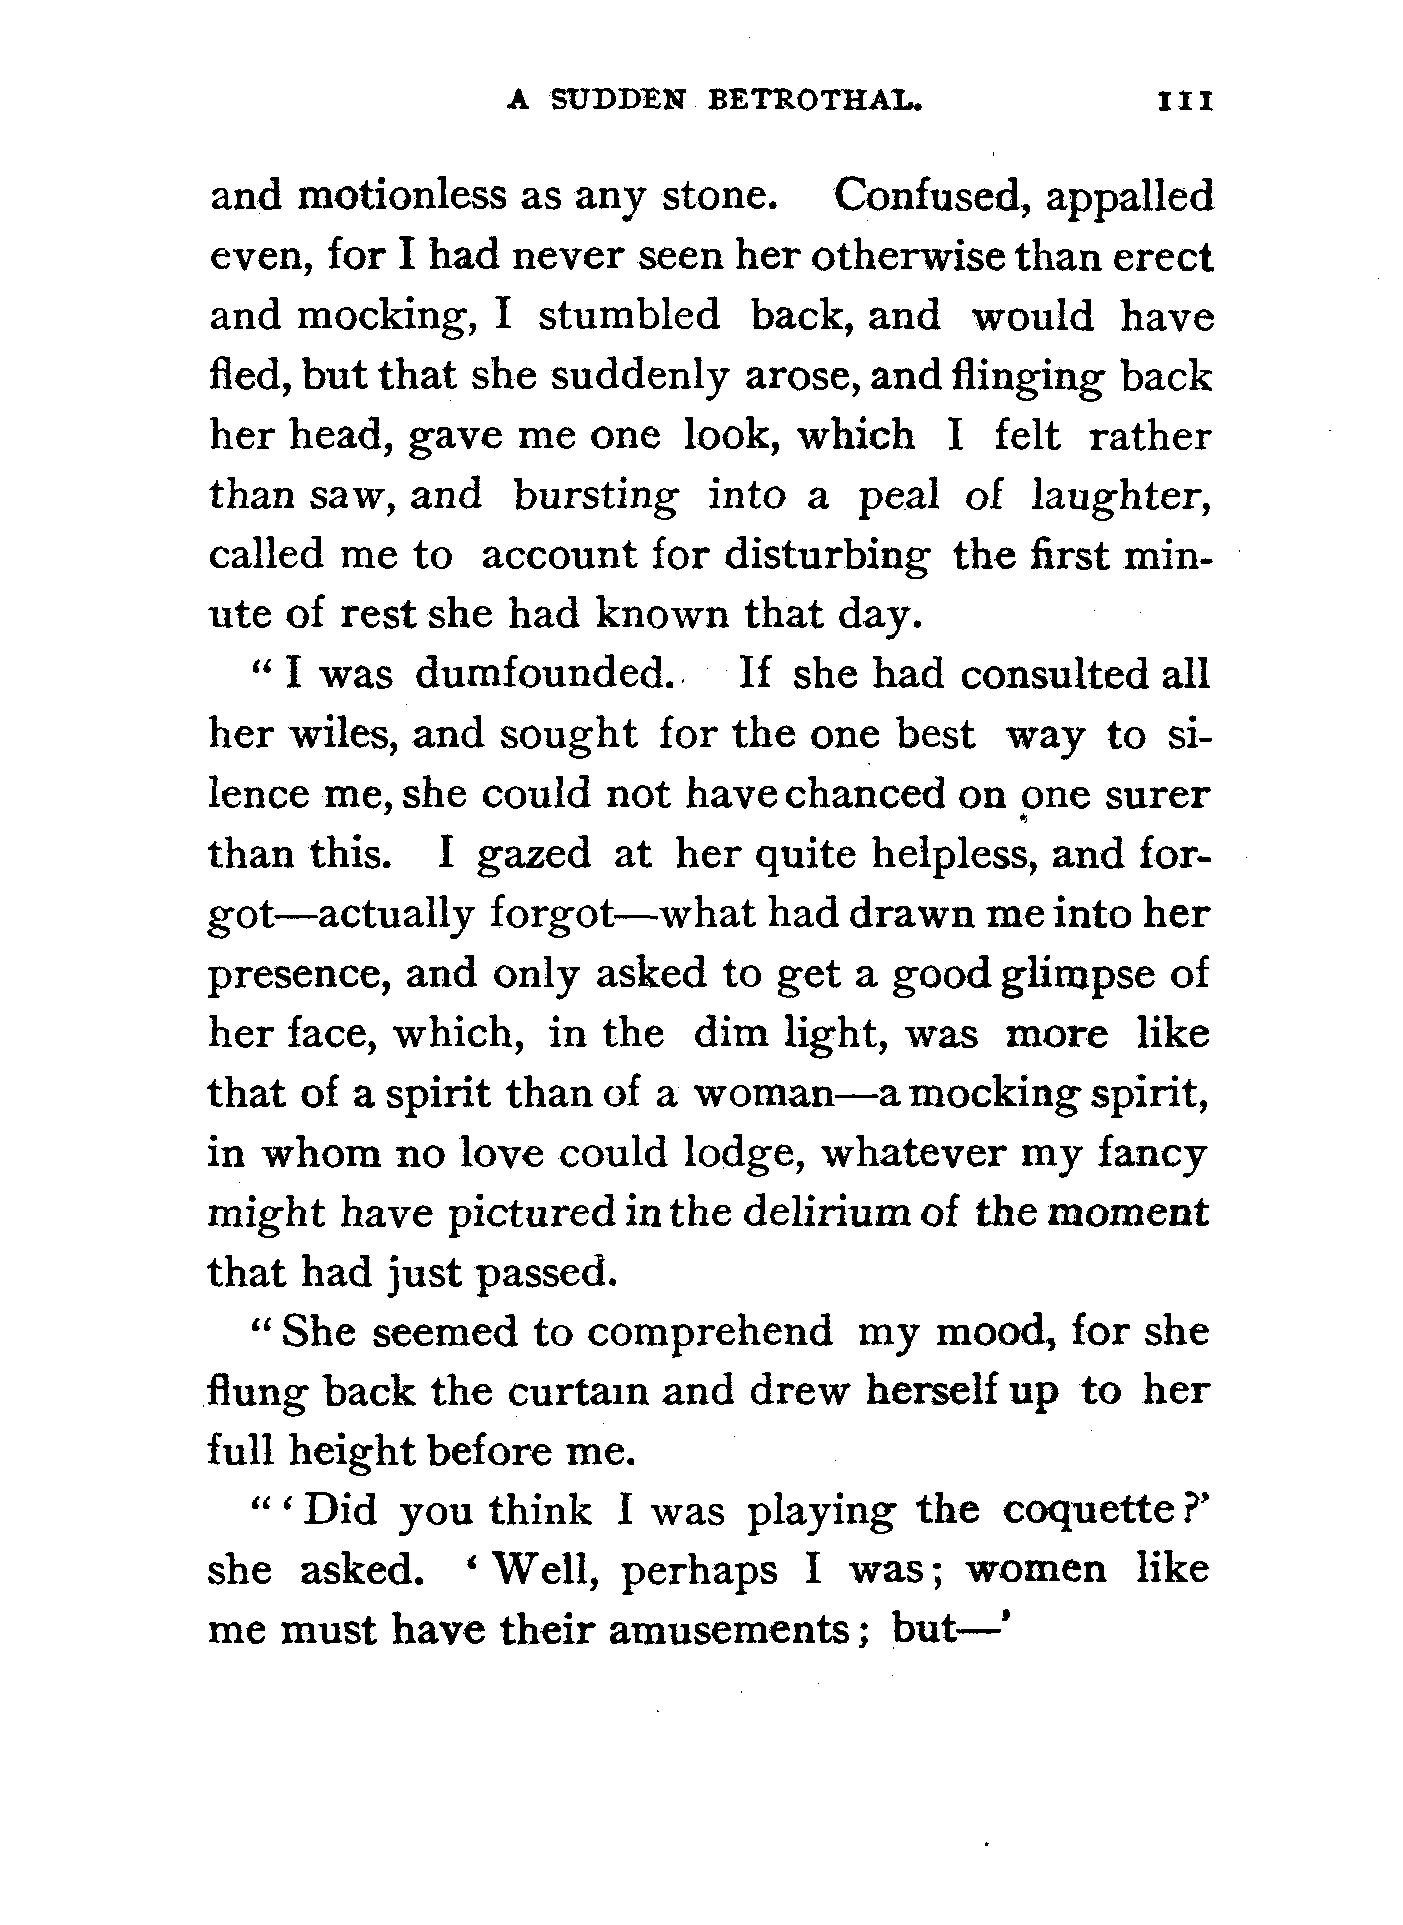 A SUDDEN BETROTHAL. 111
and motionless as any stone. Confused, appalled
even, for I had never seen her otherwise than erect
and mocking, I stumbled back, and would have
fled, but that she suddenly arose, and flinging back
her head, gave me one look, which I felt rather
than saw, and bursting into a peal of laughter,
called me to account for disturbing the first min-
ute of rest she had known that day.
“ I was dumfounded. If she had consulted all
her wiles, and sought for the one best way to si-
lence me, she could not have chanced on one surer
than this. I gazed at her quite helpless, and for-
got—actually forgot—what had drawn me into her
presence, and only asked to get a good glimpse of
her face, which, in the dim light, was more like
that of a spirit than of a woman—a mocking spirit,
in whom no love could lodge, whatever my fancy
might have pictured in the delirium of the moment
that had just passed.
“ She seemed to comprehend my mood, for she
flung back the curtain and drew herself up to her
full height before me.
“ ‘ Did you think I was playing the coquette ?’
she asked. ‘ Well, perhaps I was ; women like
me must have their amusements ; but—’